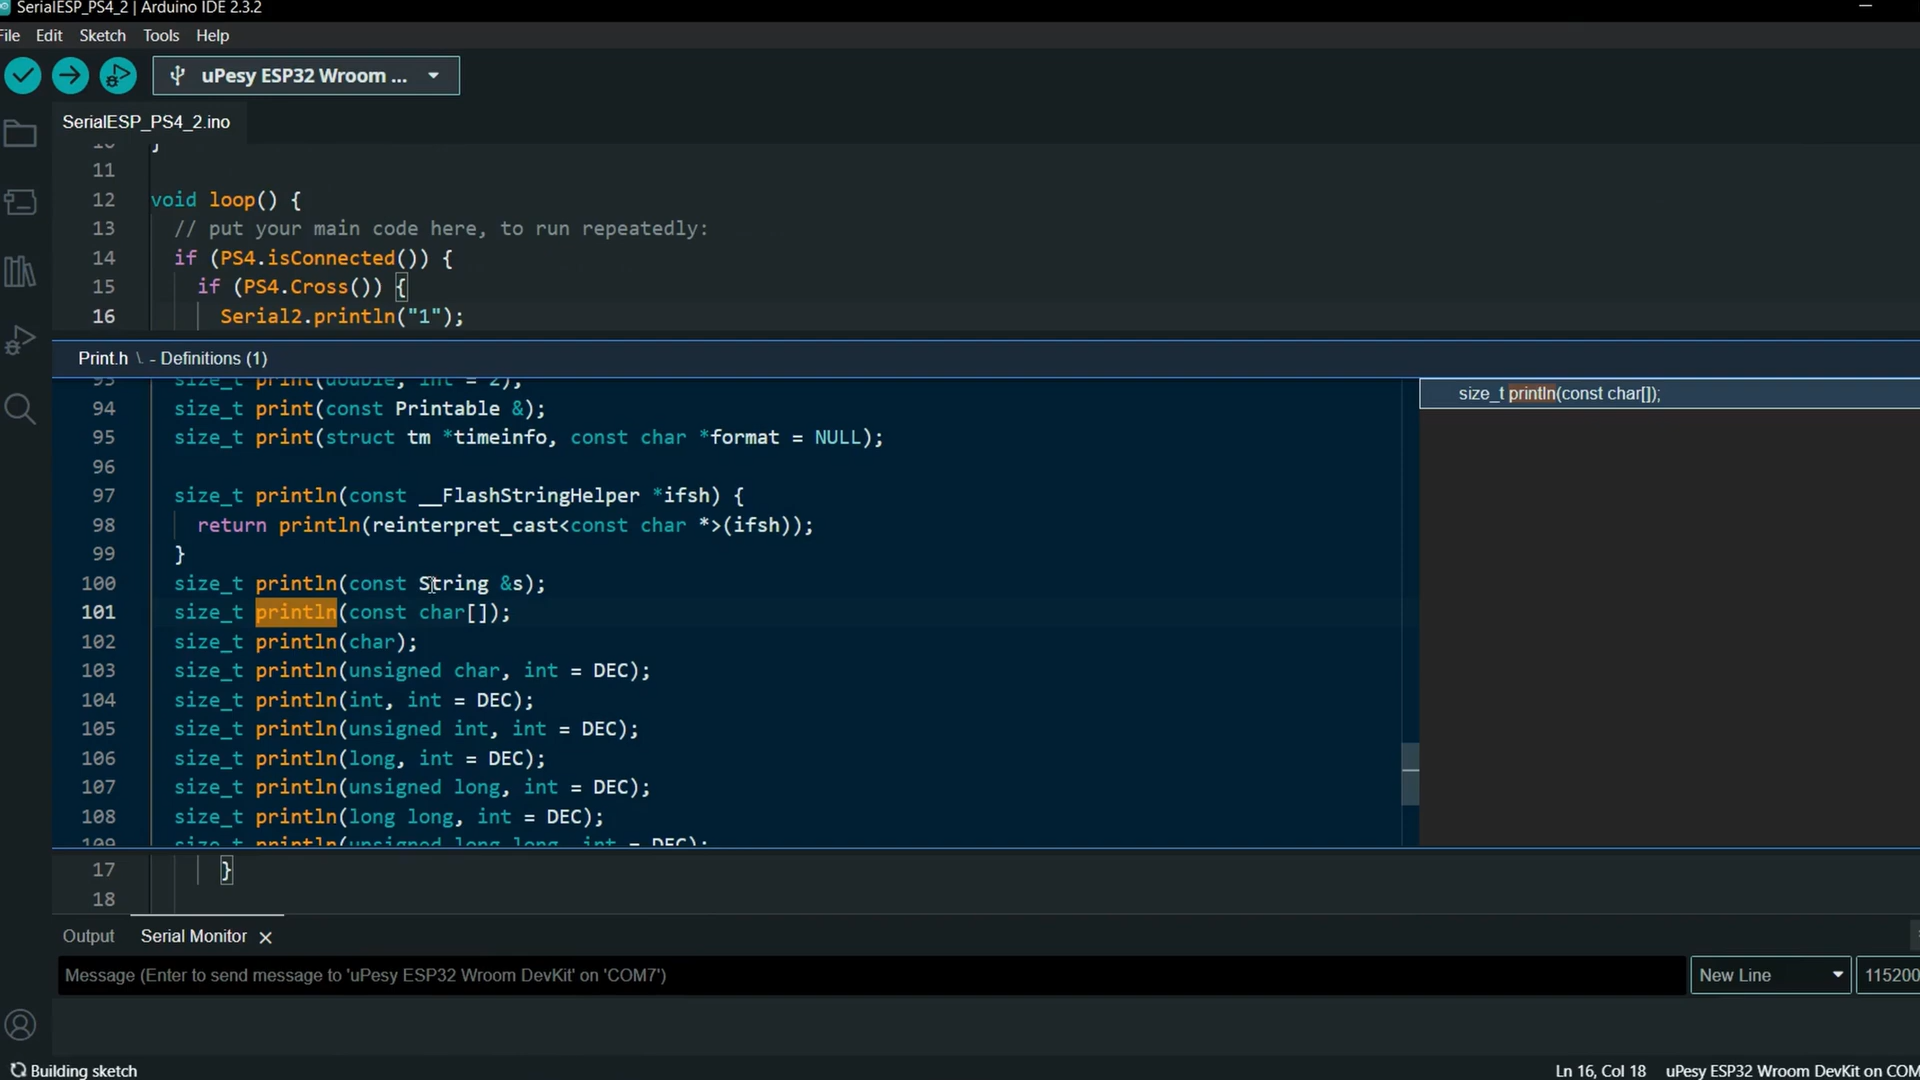 SerialESP_PS4_2 | Arduino IDE 2.3.2
File Edit Sketch Tools Help
uPesy ESP32 Wroom ...
SerialESP_PS4_2.ino
10 }
11
12 void loop() {
13 // put your main code here, to run repeatedly:
14 if (PS4.isConnected()) {
15 if (PS4.Cross()) {
16 Serial2.println("1");
Print.h \ - Definitions (1)
93 size_t print(double, int = 2);
size_t println(const char[]);
94 size_t print(const Printable &);
95 size_t print(struct tm *timeinfo, const char *format = NULL);
96
97 size_t println(const __FlashStringHelper *ifsh) {
98 return println(reinterpret_cast<const char *>(ifsh));
99 }
100 size_t println(const String &s);
101 size_t println(const char[]);
102 size_t println(char);
103 size_t println(unsigned char, int = DEC);
104 size_t println(int, int = DEC);
105 size_t println(unsigned int, int = DEC);
106 size_t println(long, int = DEC);
107 size_t println(unsigned long, int = DEC);
108 size_t println(long long, int = DEC);
109 size_t println(unsigned long long, int = DEC);
17 }
18
Output Serial Monitor
Message (Enter to send message to 'uPesy ESP32 Wroom DevKit' on 'COM7')
New Line
115200
Building sketch
Ln 16, Col 18 uPesy ESP32 Wroom DevKit on COM